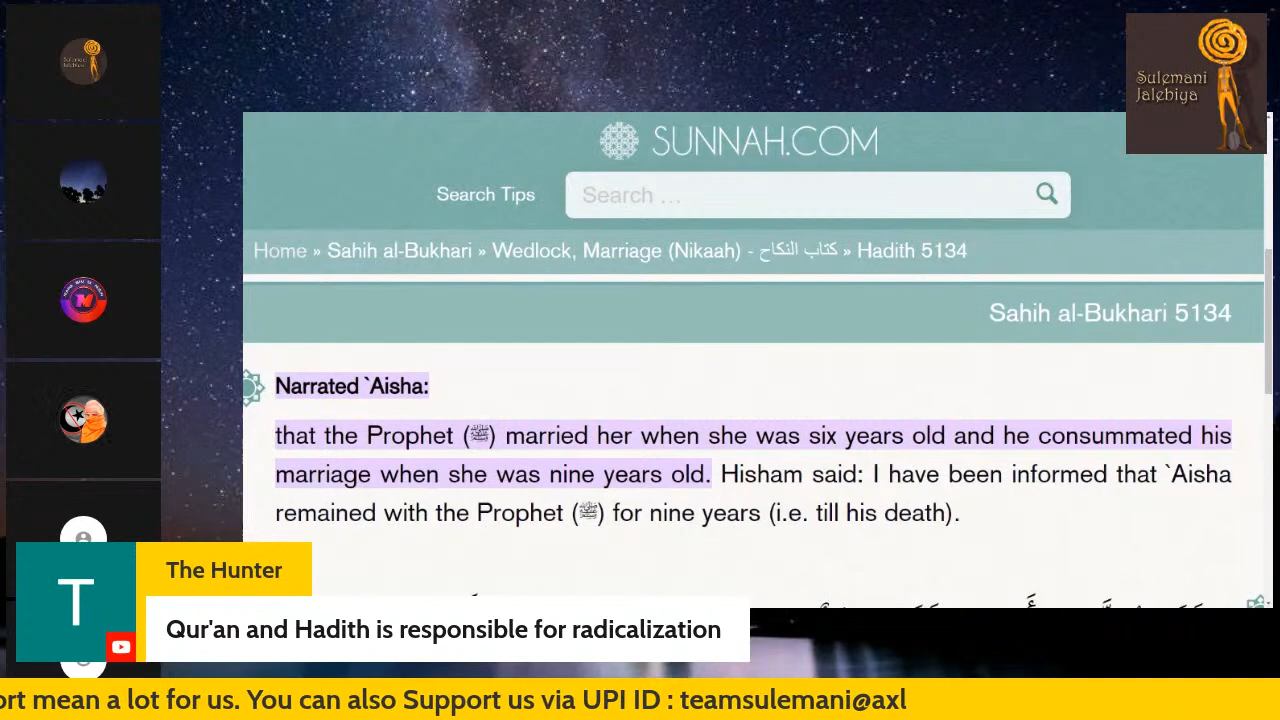 Sulemani
Jalebiya
SUNNAH.COM
Search Tips
Search ...
Home » Sahih al-Bukhari » Wedlock, Marriage (Nikaah) - كتاب النكاح » Hadith 5134
Sahih al-Bukhari 5134
Narrated `Aisha:
that the Prophet (ﷺ) married her when she was six years old and he consummated his
marriage when she was nine years old. Hisham said: I have been informed that `Aisha
remained with the Prophet (ﷺ) for nine years (i.e. till his death).
T
The Hunter
Qur'an and Hadith is responsible for radicalization
ort mean a lot for us. You can also Support us via UPI ID : teamsulemani@axl